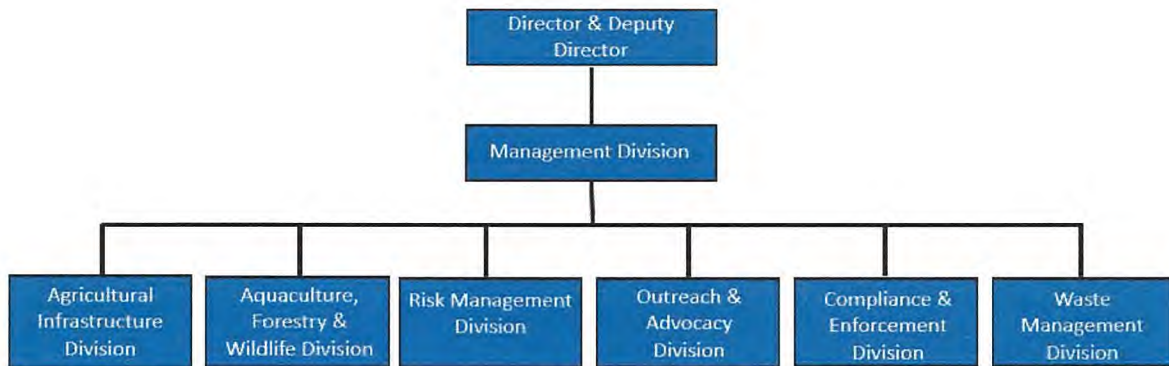 Director & Deputy
Director
Management Division
Agricultural
Infrastructure
Division
Aquaculture,
Forestry &
Wildlife Division
Risk Management
Division
Outreach &
Advocacy
Division
Compliance &
Enforcement
Division
Waste
Management
Division